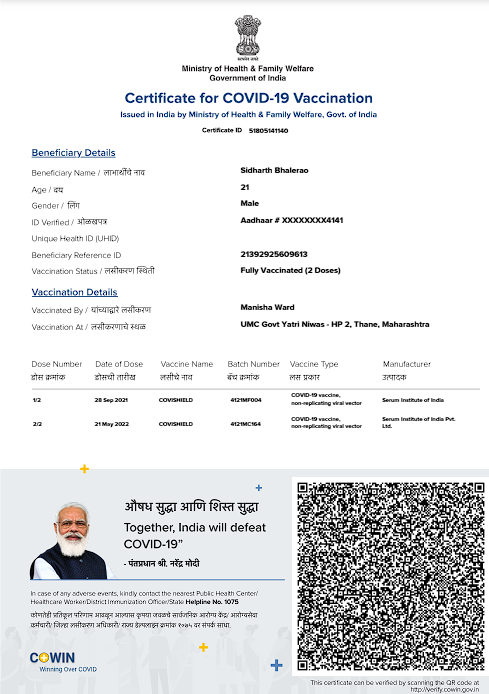 सत्यमेव जयते
Ministry of Health & Family Welfare
Government of India
Certificate for COVID-19 Vaccination
Issued in India by Ministry of Health & Family Welfare, Govt. of India
Certificate ID 51805141140
Beneficiary Details
Beneficiary Name / लाभार्थीचे नाव Sidharth Bhalerao
Age / वय 21
Gender / लिंग Male
ID Verified / ओळखपत्र Aadhaar # XXXXXXXX4141
Unique Health ID (UHID)
Beneficiary Reference ID 21392925609613
Vaccination Status / लसीकरण स्थिती Fully Vaccinated (2 Doses)
Vaccination Details
Vaccinated By / यांच्याद्वारे लसीकरण Manisha Ward
Vaccination At / लसीकरणाचे स्थळ UMC Govt Yatri Niwas - HP 2, Thane, Maharashtra
Dose Number Date of Dose Vaccine Name Batch Number Vaccine Type Manufacturer
डोस क्रमांक डोसची तारीख लसीचे नाव बॅच क्रमांक लस प्रकार उत्पादक
1/2 28 Sep 2021 COVISHIELD 4121MF004 COVID-19 vaccine, non-replicating viral vector Serum Institute of India
2/2 21 May 2022 COVISHIELD 4121MC164 COVID-19 vaccine, non-replicating viral vector Serum Institute of India Pvt. Ltd.
औषध सुद्धा आणि शिस्त सुद्धा
Together, India will defeat
COVID-19”
- पंतप्रधान श्री. नरेंद्र मोदी
In case of any adverse events, kindly contact the nearest Public Health Center/
Healthcare Worker/District Immunization Officer/State Helpline No. 1075
कोणतेही प्रतिकूल परिणाम आढळून आल्यास कृपया जवळचे सार्वजनिक आरोग्य केंद्र/ आरोग्यसेवा
कर्मचारी/ जिल्हा लसीकरण अधिकारी/ राज्य हेल्पलाइन क्रमांक १०७५ वर संपर्क साधा.
COWIN
Winning Over COVID
This certificate can be verified by scanning the QR code at
http://verify.cowin.gov.in